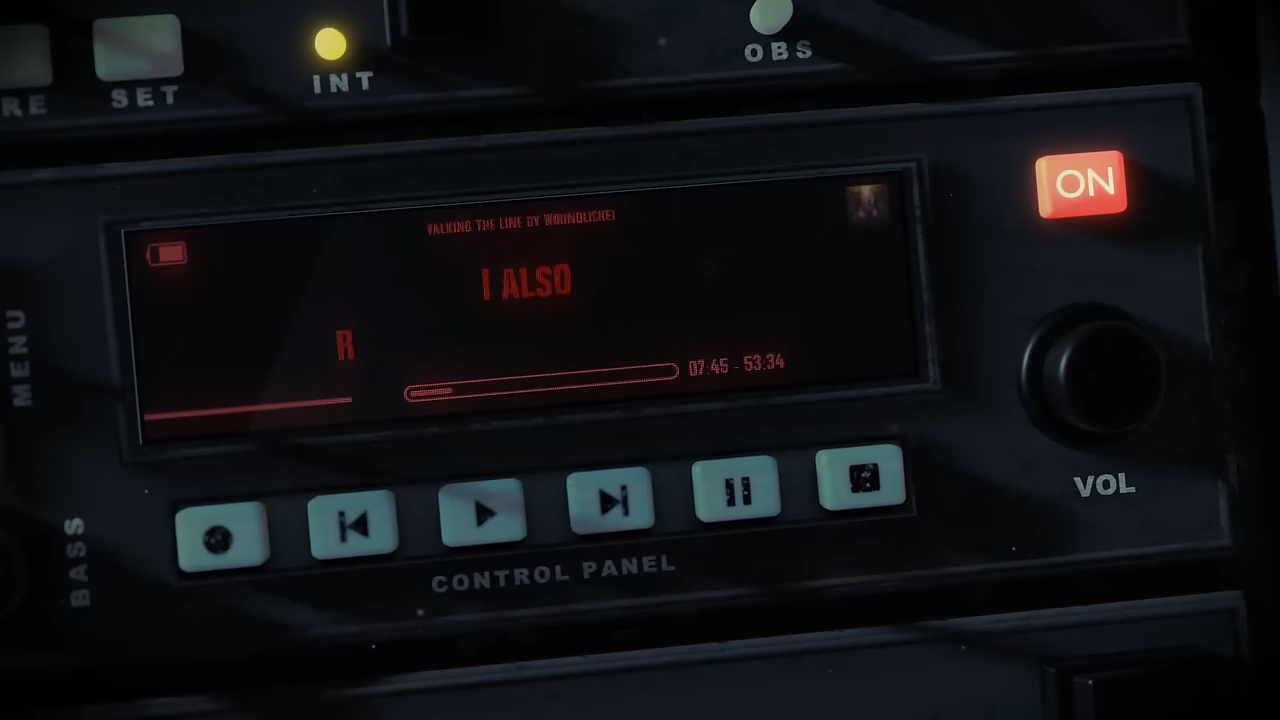 RE
SET
INT
OBS
ON
WALKING THE LINE BY WOUNDLICKER
I ALSO
R
07:45 - 53:34
MENU
VOL
BASS
CONTROL PANEL